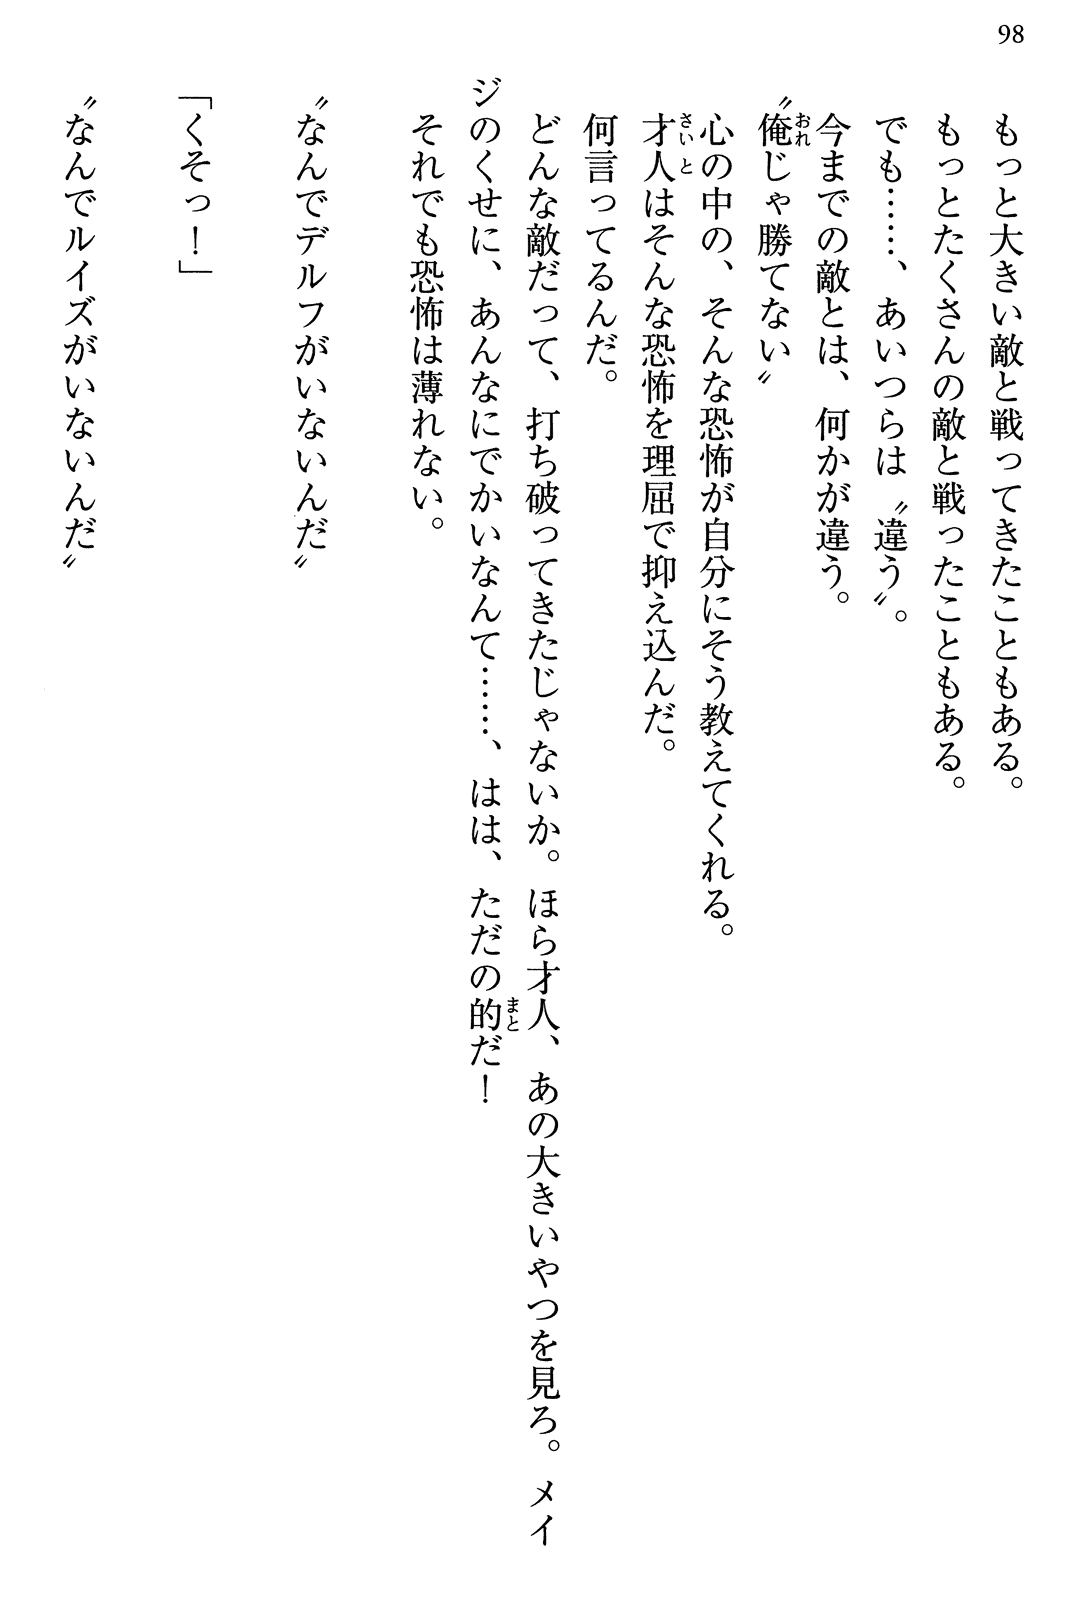 98
もっと大きい敵と戦ってきたこともある。
もっとたくさんの敵と戦ったこともある。
でも……、あいつらは〝違う〟。
今までの敵とは、何かが違う。
〝俺じゃ勝てない〟
心の中の、そんな恐怖が自分にそう教えてくれる。
才人はそんな恐怖を理屈で抑え込んだ。
何言ってるんだ。
どんな敵だって、打ち破ってきたじゃないか。ほら才人、あの大きいやつを見ろ。メイ
ジのくせに、あんなにでかいなんて……、はは、ただの的だ！
それでも恐怖は薄れない。
〝なんでデルフがいないんだ〟
「くそっ！」
〝なんでルイズがいないんだ〟